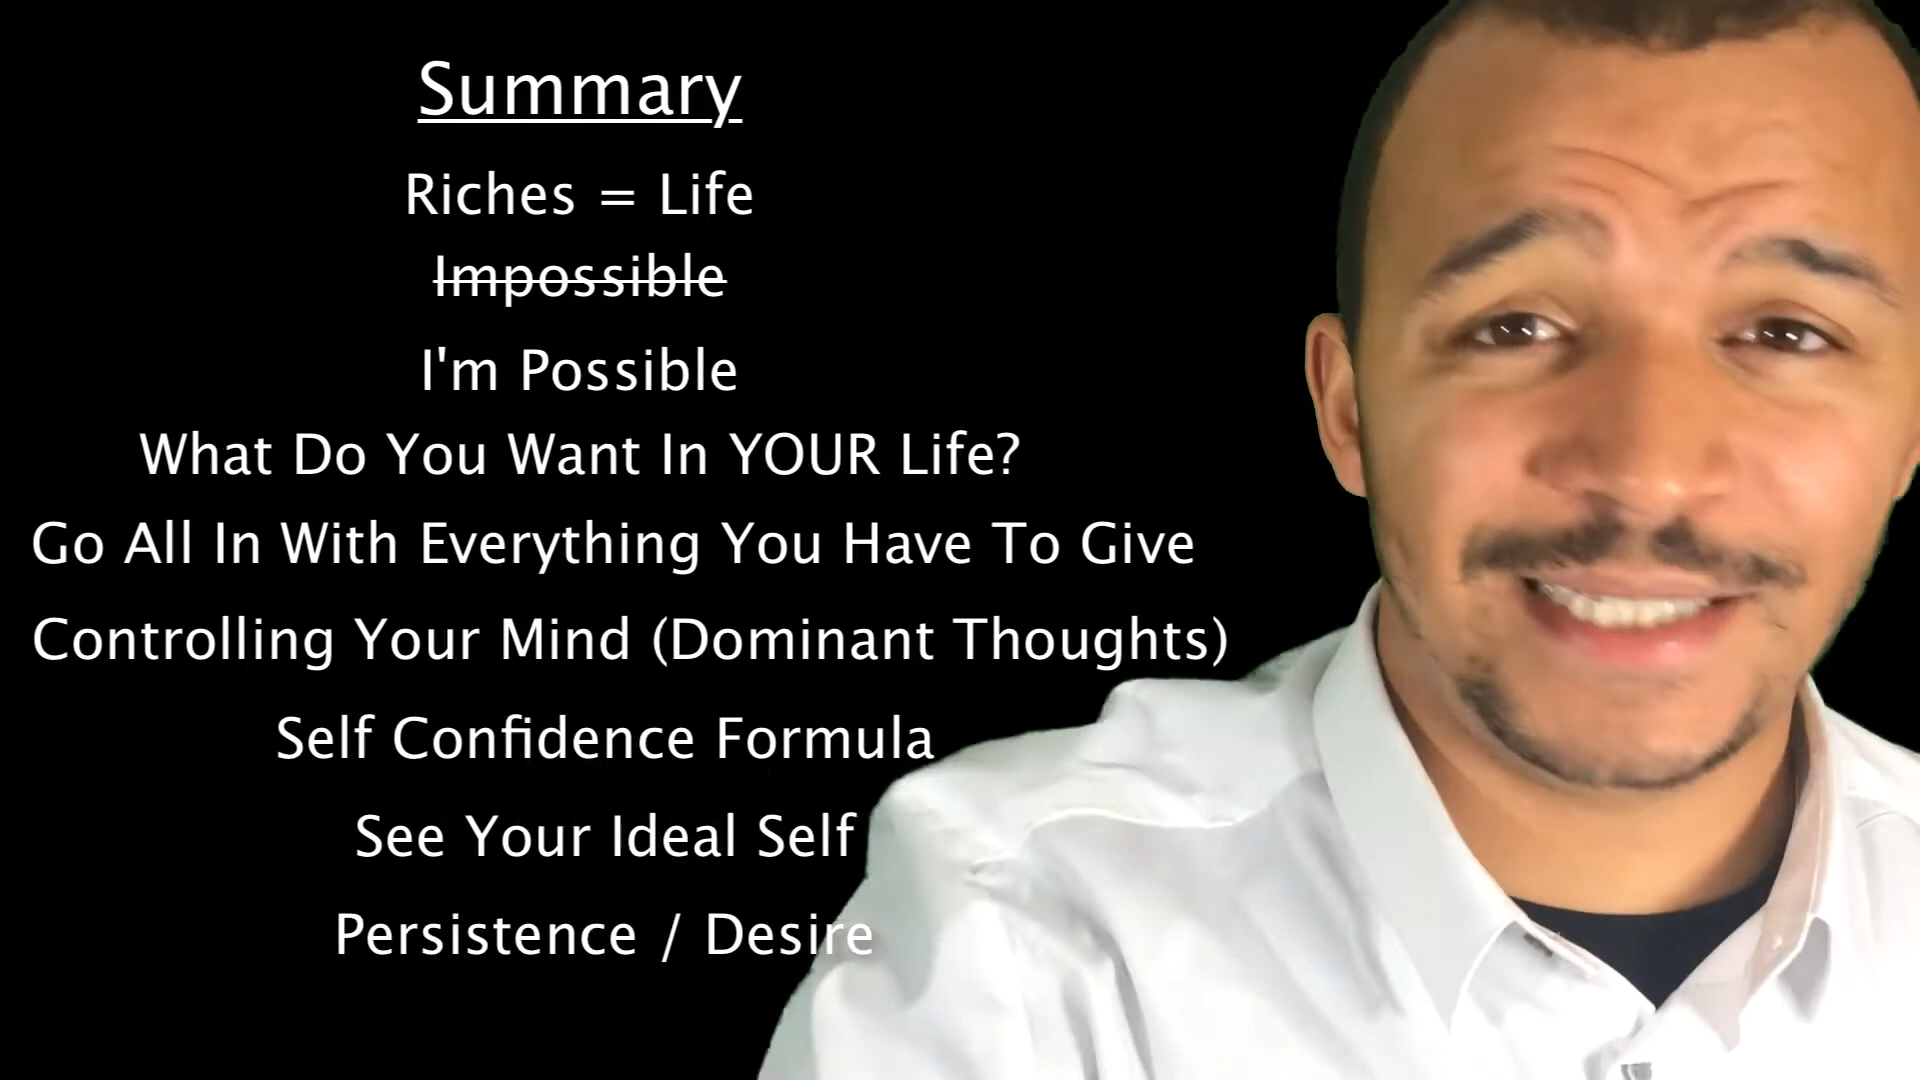 Summary
Riches = Life
Impossible
I'm Possible
What Do You Want In YOUR Life?
Go All In With Everything You Have To Give
Controlling Your Mind (Dominant Thoughts)
Self Confidence Formula
See Your Ideal Self
Persistence / Desire